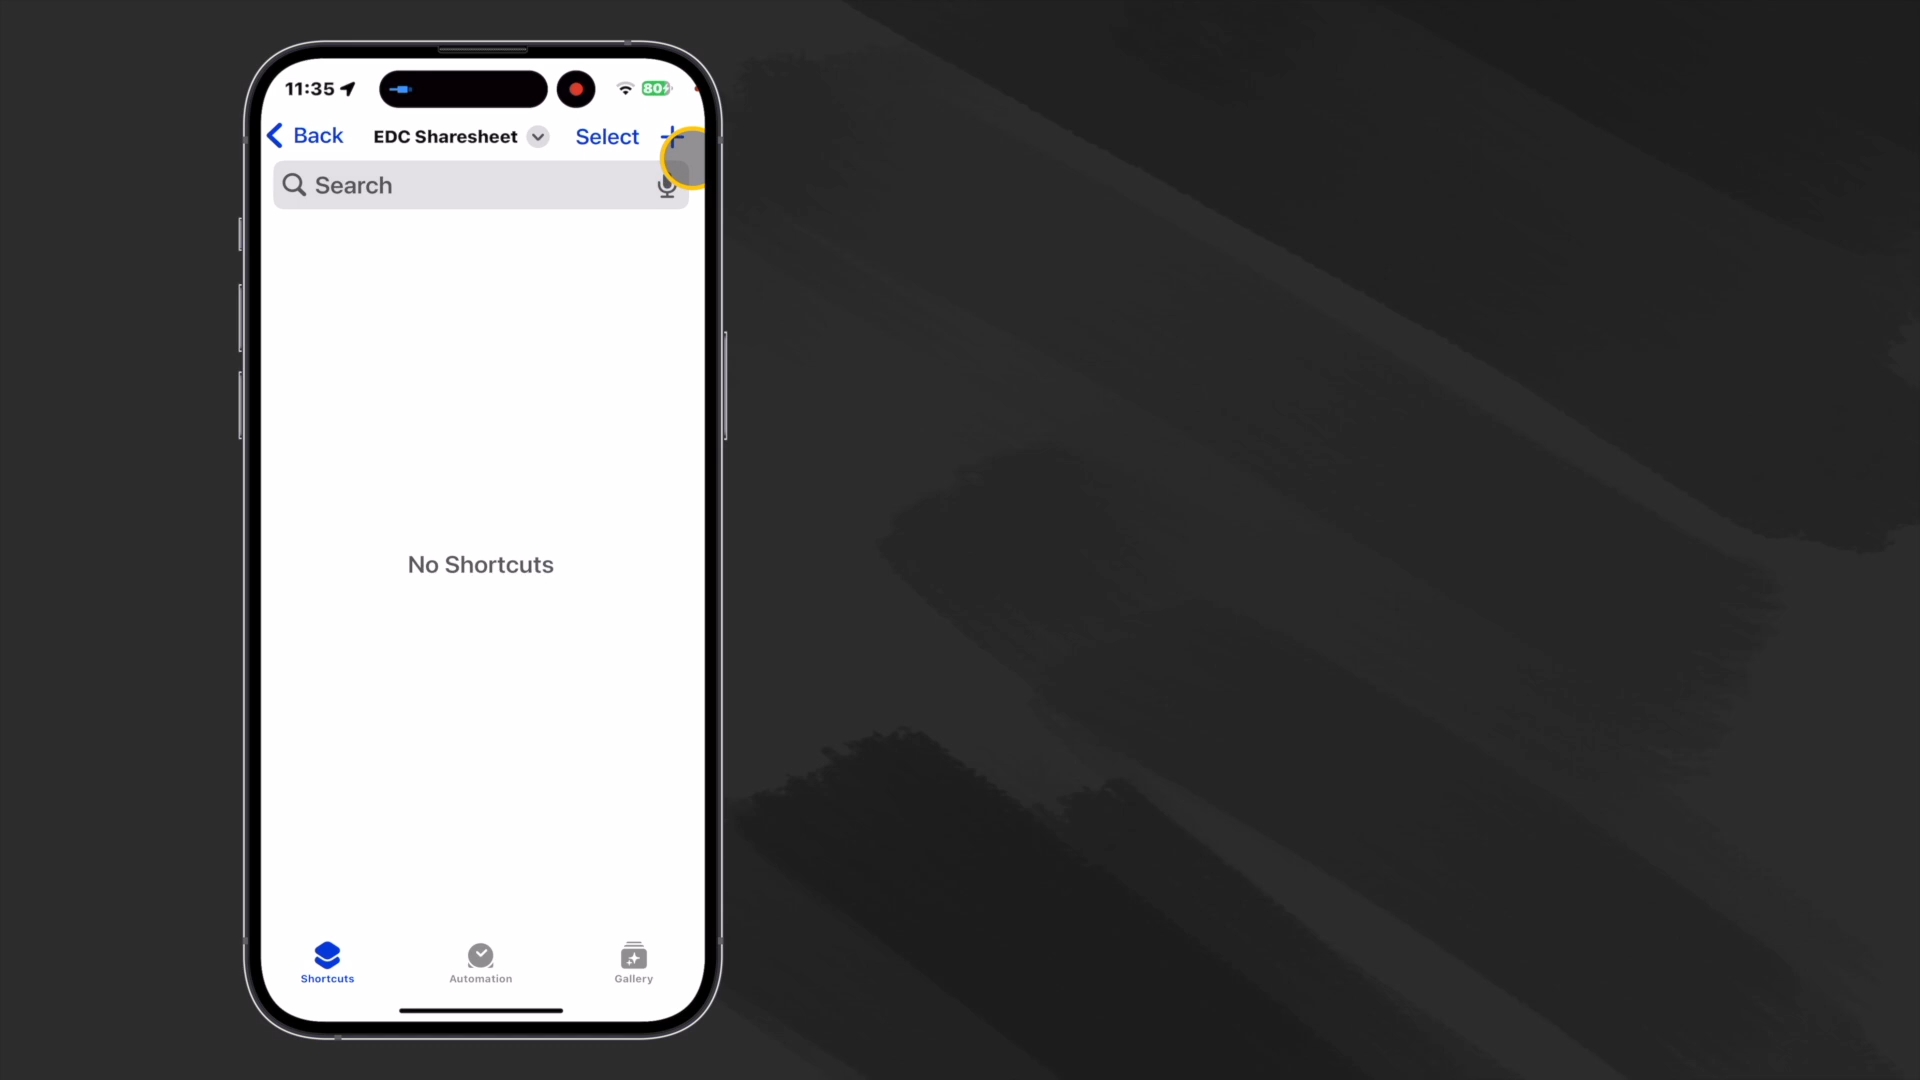 11:35
80
Back
EDC Sharesheet
Select
Search
No Shortcuts
Shortcuts
Automation
Gallery